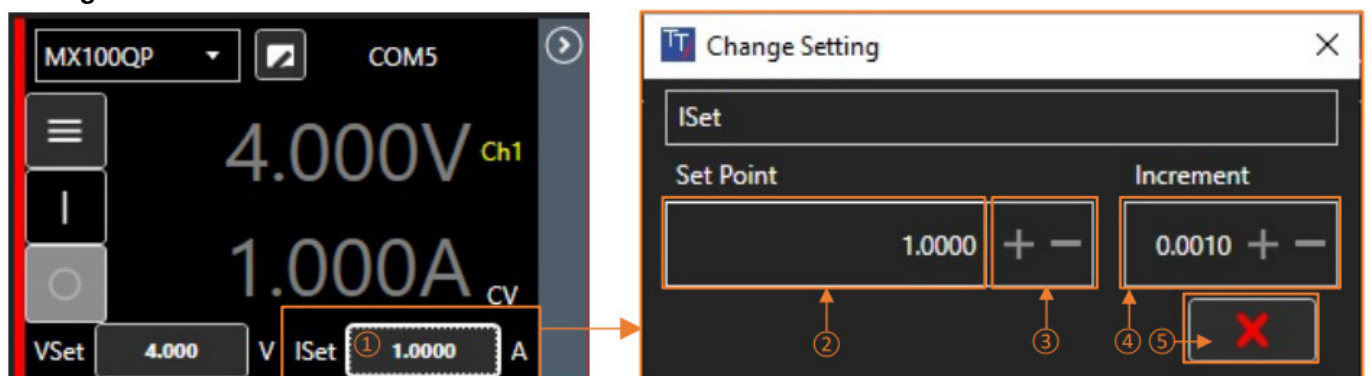 MX100QP
COM5
4.000V Ch1
1.000A CV
VSet 4.000 V ISet ① 1.0000 A
TT Change Setting
ISet
Set Point Increment
1.0000 + − 0.0010 + −
② ③ ④ ⑤